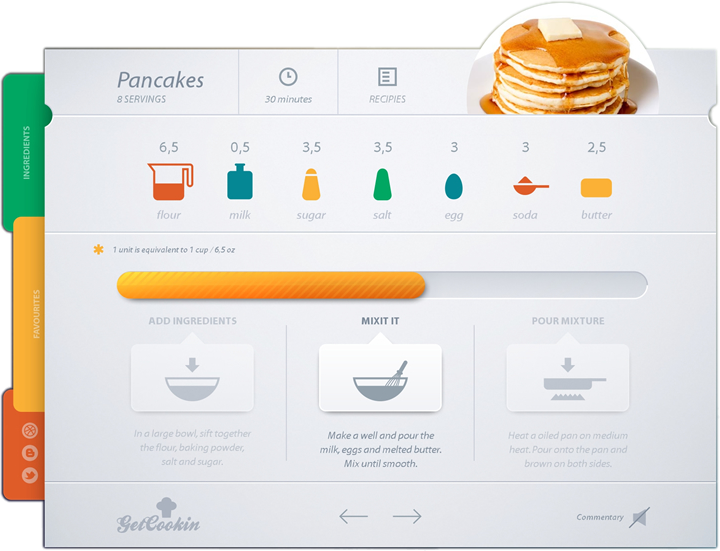 Pancakes
8 SERVINGS
30 minutes
RECIPIES
INGREDIENTS
FAVOURITES
6,5
0,5
3,5
3,5
3
3
2,5
flour
milk
sugar
salt
egg
soda
butter
1 unit is equivalent to 1 cup / 6.5 oz
ADD INGREDIENTS
In a large bowl, sift together
the flour, baking powder,
salt and sugar.
MIXIT IT
Make a well and pour the
milk, eggs and melted butter.
Mix until smooth.
POUR MIXTURE
Heat a oiled pan on medium
heat. Pour onto the pan and
brown on both sides.
GetCookin
Commentary